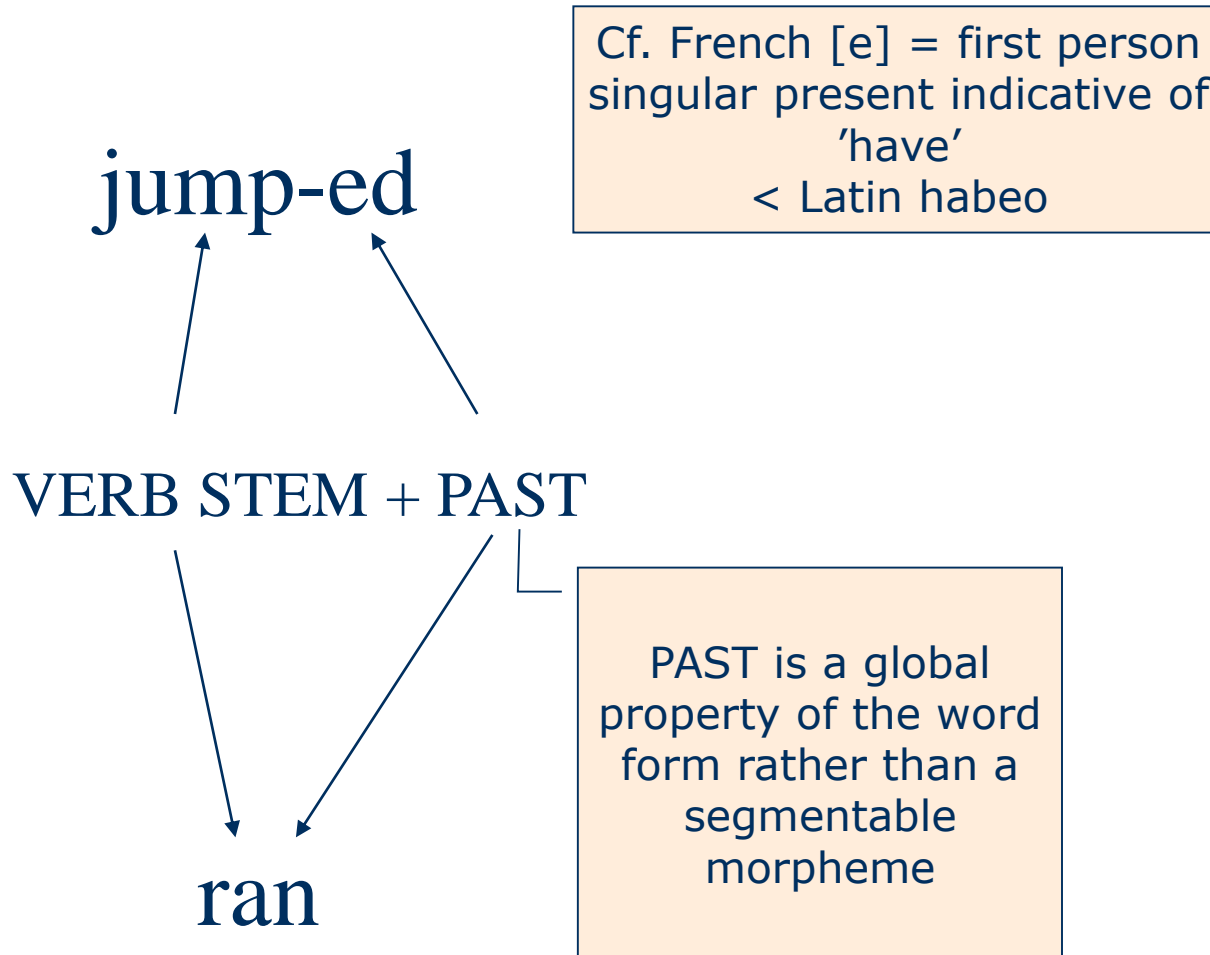 Cf. French [e] = first person
singular present indicative of
’have’
< Latin habeo
jump-ed
VERB STEM + PAST
PAST is a global
property of the word
form rather than a
segmentable
morpheme
ran